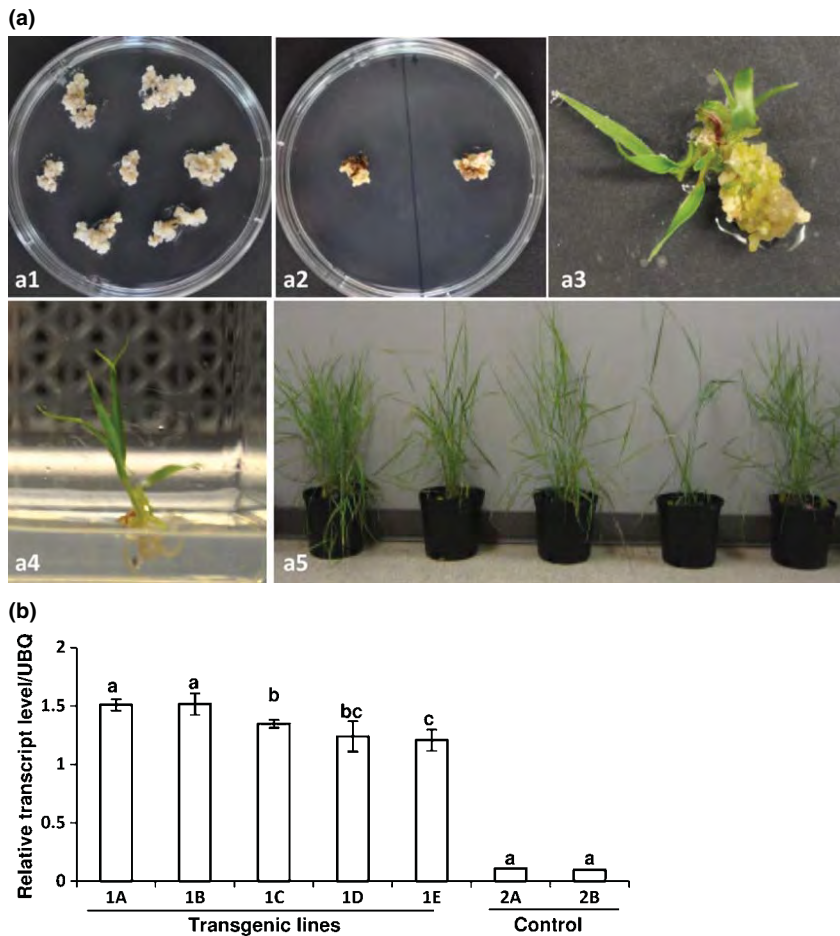 (a)
a1
a2
a3
a4
a5
(b)
Relative transcript level/UBQ
2
1.5
1
0.5
0
a
a
b
bc
c
a
a
1A 1B 1C 1D 1E 2A 2B
Transgenic lines Control